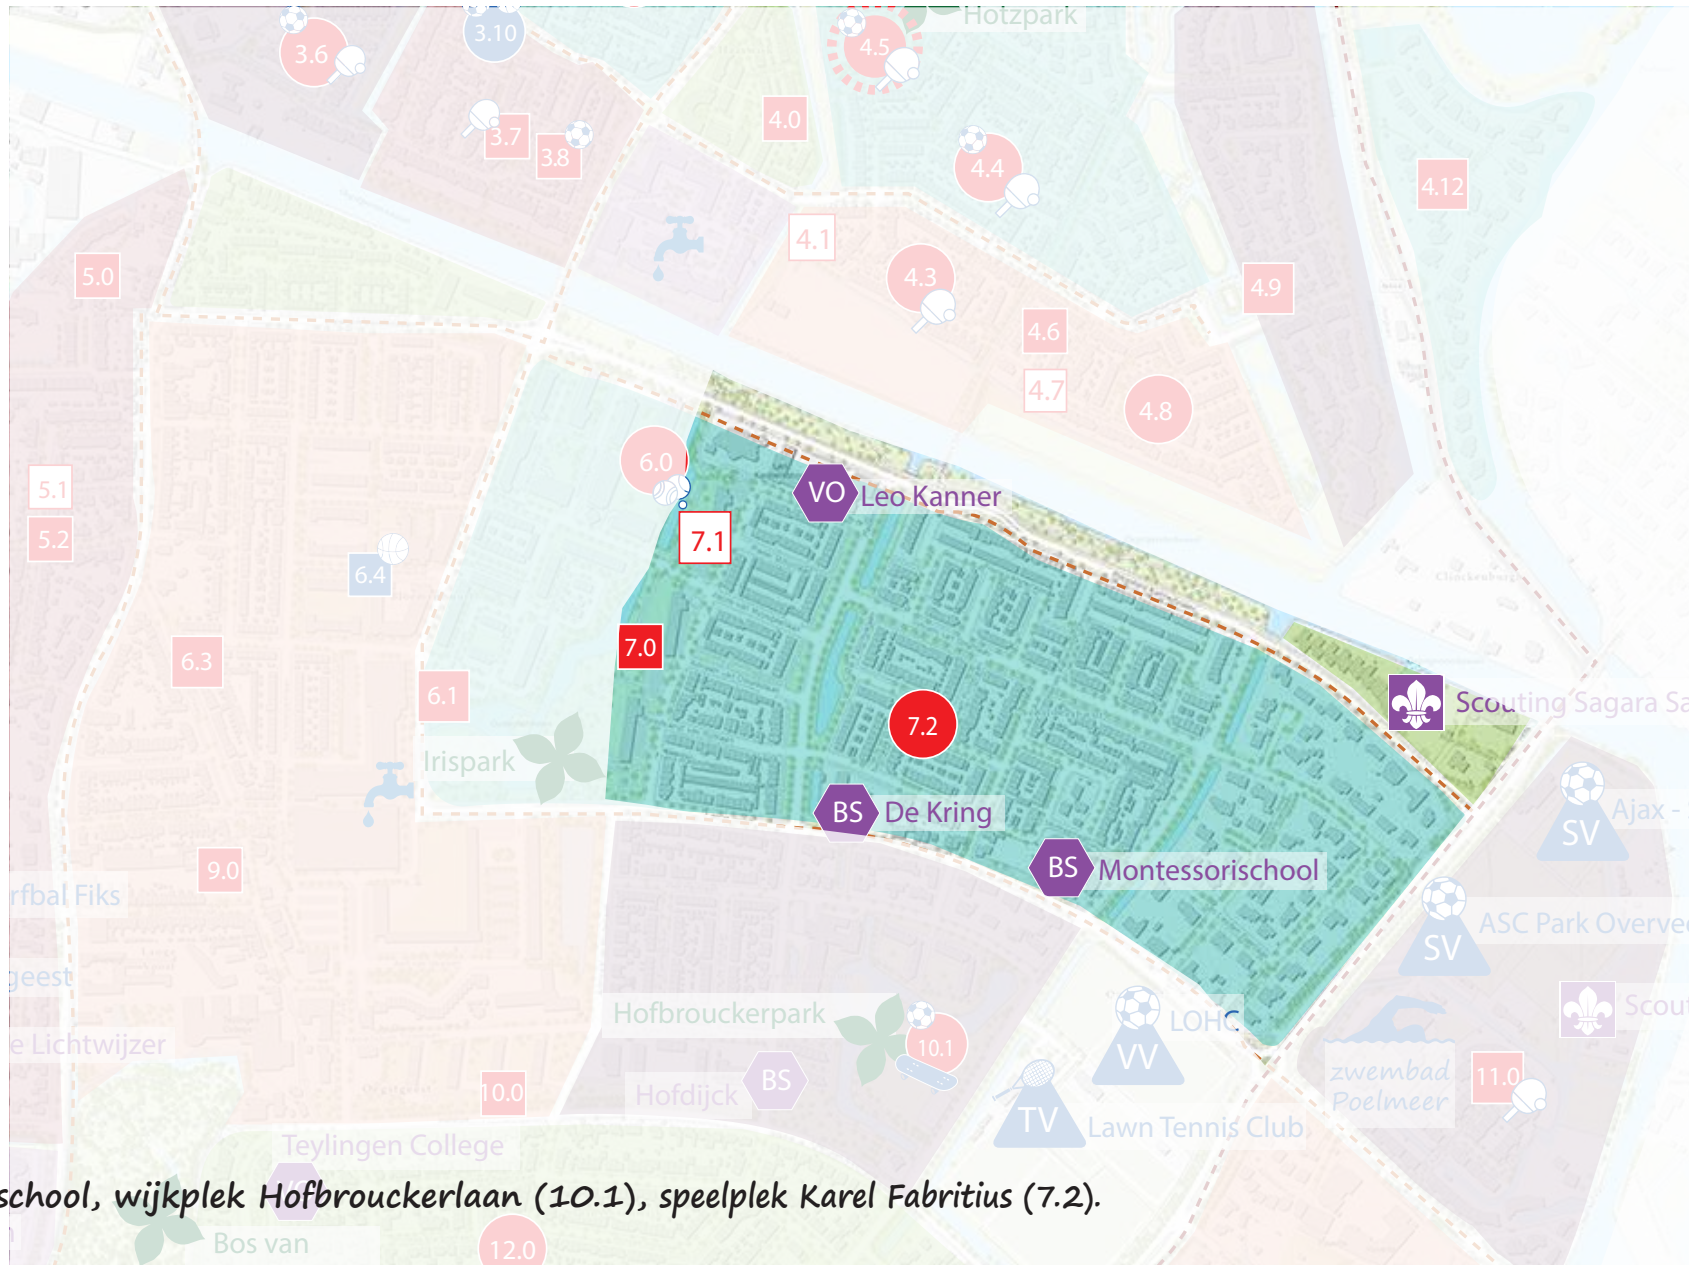 Hotzpark
3.10
3.6
4.5
4.0
3.7
3.8
4.4
4.12
4.1
5.0
4.3
4.9
4.6
4.7
4.8
6.0
5.1
VO Leo Kanner
5.2
7.1
6.4
Clinckenburg
7.0
6.3
6.1
Scouting Sagara Sa
7.2
Irispark
BS De Kring
Ajax -
SV
9.0
BS Montessorischool
rfbal Fiks
ASC Park Overvee
SV
geest
Hofbrouckerpark
Scout
LOHC
e Lichtwijzer
10.1
VV
zwembad
Poelmeer
11.0
Hofdijck BS
10.0
TV Lawn Tennis Club
Teylingen College
school, wijkplek Hofbrouckerlaan (10.1), speelplek Karel Fabritius (7.2).
Bos van
12.0